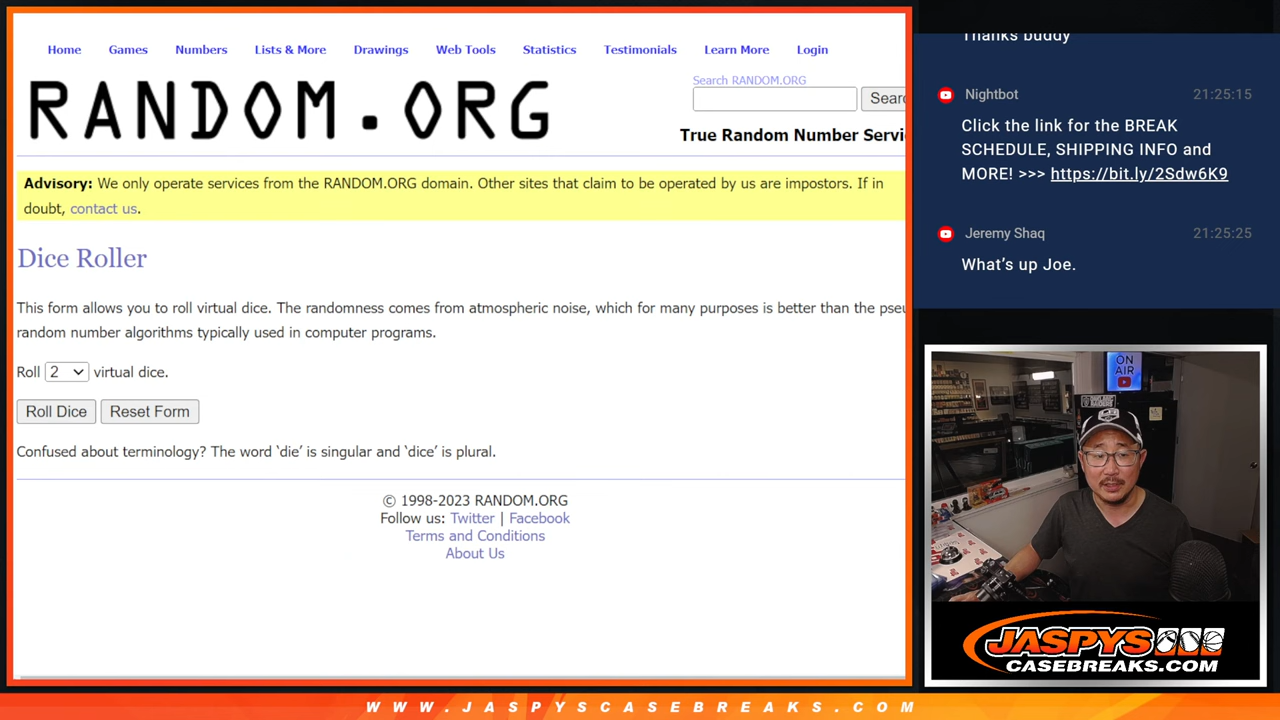 Home Games Numbers Lists & More Drawings Web Tools Statistics Testimonials Learn More Login
RANDOM.ORG
Search RANDOM.ORG
Searc
True Random Number Servi
Advisory: We only operate services from the RANDOM.ORG domain. Other sites that claim to be operated by us are impostors. If in
doubt, contact us.
Dice Roller
This form allows you to roll virtual dice. The randomness comes from atmospheric noise, which for many purposes is better than the pseu
random number algorithms typically used in computer programs.
Roll 2 virtual dice.
Roll Dice Reset Form
Confused about terminology? The word ‘die’ is singular and ‘dice’ is plural.
© 1998-2023 RANDOM.ORG
Follow us: Twitter | Facebook
Terms and Conditions
About Us
Thanks buddy
Nightbot 21:25:15
Click the link for the BREAK
SCHEDULE, SHIPPING INFO and
MORE! >>> https://bit.ly/2Sdw6K9
Jeremy Shaq 21:25:25
What’s up Joe.
ON
AIR
JASPYS
CASEBREAKS.COM
WWW.JASPYSCASEBREAKS.COM